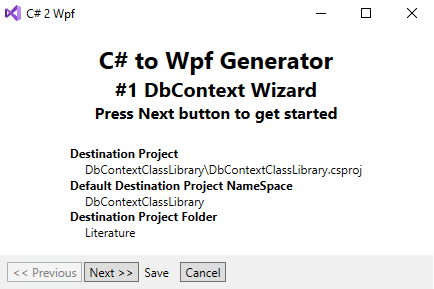 C# 2 Wpf
C# to Wpf Generator
#1 DbContext Wizard
Press Next button to get started
Destination Project
DbContextClassLibrary\DbContextClassLibrary.csproj
Default Destination Project NameSpace
DbContextClassLibrary
Destination Project Folder
Literature
<< Previous Next >> Save Cancel